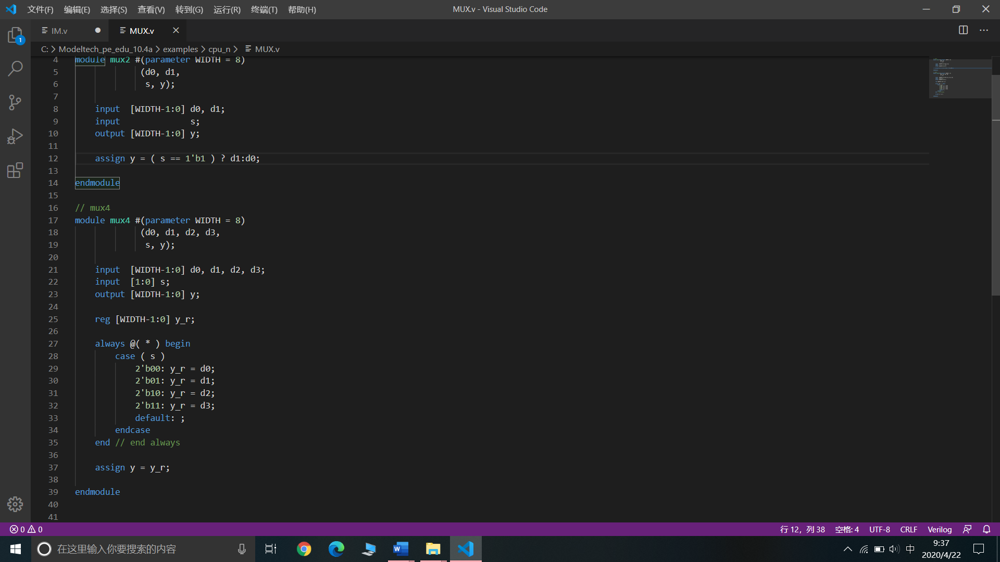 文件(F) 编辑(E) 选择(S) 查看(V) 转到(G) 运行(R) 终端(T) 帮助(H)
MUX.v - Visual Studio Code
1
IM.v
MUX.v
C: > Modeltech_pe_edu_10.4a > examples > cpu_n > MUX.v
4 module mux2 #(parameter WIDTH = 8)
5 (d0, d1,
6 s, y);
7
8 input [WIDTH-1:0] d0, d1;
9 input s;
10 output [WIDTH-1:0] y;
11
12 assign y = ( s == 1'b1 ) ? d1:d0;
13
14 endmodule
15
16 // mux4
17 module mux4 #(parameter WIDTH = 8)
18 (d0, d1, d2, d3,
19 s, y);
20
21 input [WIDTH-1:0] d0, d1, d2, d3;
22 input [1:0] s;
23 output [WIDTH-1:0] y;
24
25 reg [WIDTH-1:0] y_r;
26
27 always @( * ) begin
28 case ( s )
29 2'b00: y_r = d0;
30 2'b01: y_r = d1;
31 2'b10: y_r = d2;
32 2'b11: y_r = d3;
33 default: ;
34 endcase
35 end // end always
36
37 assign y = y_r;
38
39 endmodule
40
41
0 0
行 12，列 38 空格: 4 UTF-8 CRLF Verilog
在这里输入你要搜索的内容
中
9:37
2020/4/22